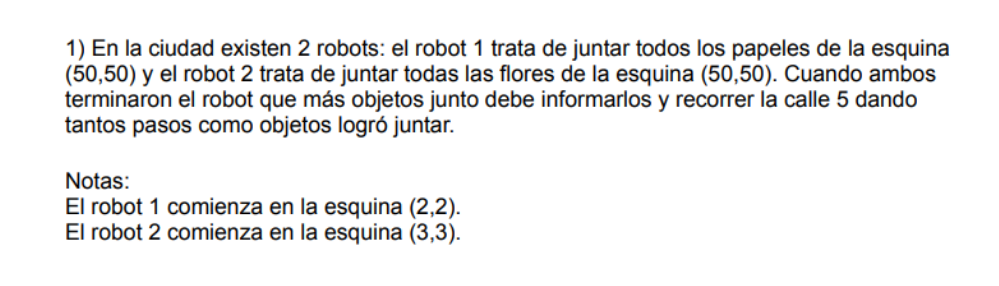 1) En la ciudad existen 2 robots: el robot 1 trata de juntar todos los papeles de la esquina
(50,50) y el robot 2 trata de juntar todas las flores de la esquina (50,50). Cuando ambos
terminaron el robot que más objetos junto debe informarlos y recorrer la calle 5 dando
tantos pasos como objetos logró juntar.
Notas:
El robot 1 comienza en la esquina (2,2).
El robot 2 comienza en la esquina (3,3).